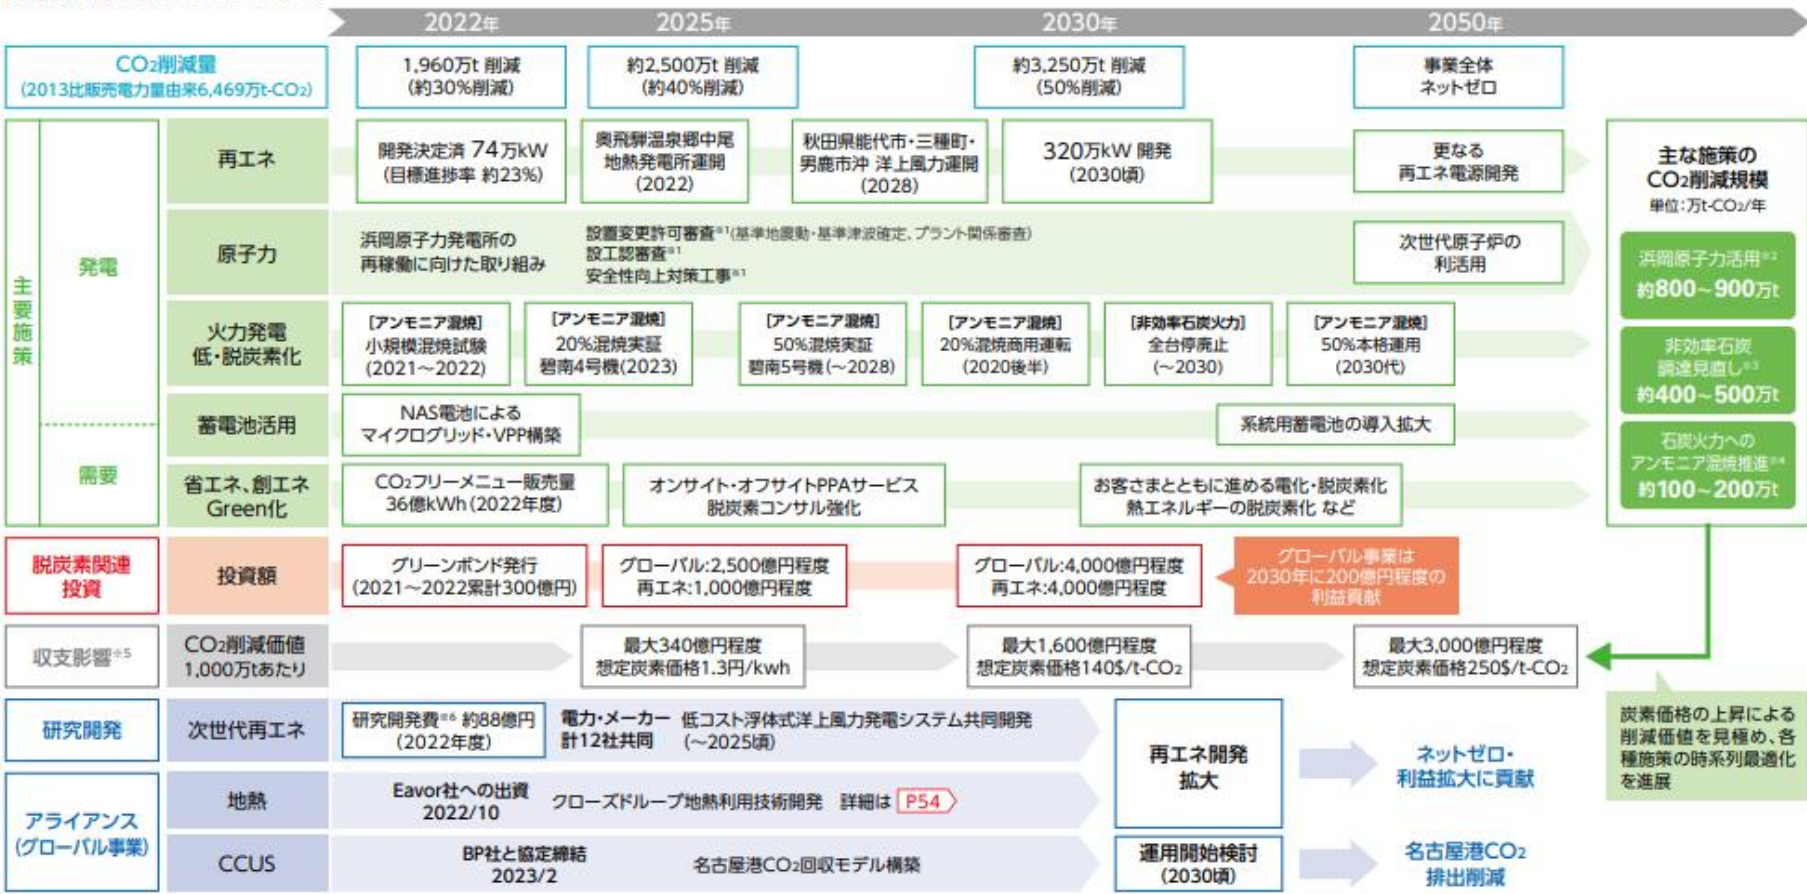 2022年
2025年
2030年
2050年
CO2削減量
(2013比販売電力量由来6,469万t-CO2)
1,960万t 削減
(約30%削減)
約2,500万t 削減
(約40%削減)
約3,250万t 削減
(50%削減)
事業全体
ネットゼロ
主要施策
発電
需要
再エネ
開発決定済 74万kW
(目標進捗率 約23%)
奥飛騨温泉郷中尾
地熱発電所運開
(2022)
秋田県能代市・三種町・
男鹿市沖 洋上風力運開
(2028)
320万kW 開発
(2030頃)
更なる
再エネ電源開発
原子力
浜岡原子力発電所の
再稼働に向けた取り組み
設置変更許可審査※1(基準地震動・基準津波確定、プラント関係審査)
設工認審査※1
安全性向上対策工事※1
次世代原子炉の
利活用
火力発電
低・脱炭素化
[アンモニア混焼]
小規模混焼試験
(2021～2022)
[アンモニア混焼]
20%混焼実証
碧南4号機(2023)
[アンモニア混焼]
50%混焼実証
碧南5号機(～2028)
[アンモニア混焼]
20%混焼商用運転
(2020後半)
[非効率石炭火力]
全台停廃止
(～2030)
[アンモニア混焼]
50%本格運用
(2030代)
蓄電池活用
NAS電池による
マイクログリッド・VPP構築
系統用蓄電池の導入拡大
省エネ、創エネ
Green化
CO2フリーメニュー販売量
36億kWh(2022年度)
オンサイト・オフサイトPPAサービス
脱炭素コンサル強化
お客さまとともに進める電化・脱炭素化
熱エネルギーの脱炭素化 など
主な施策の
CO2削減規模
単位:万t-CO2/年
浜岡原子力活用※2
約800～900万t
非効率石炭
調達見直し※3
約400～500万t
石炭火力への
アンモニア混焼推進※4
約100～200万t
脱炭素関連
投資
投資額
グリーンボンド発行
(2021～2022累計300億円)
グローバル:2,500億円程度
再エネ:1,000億円程度
グローバル:4,000億円程度
再エネ:4,000億円程度
グローバル事業は
2030年に200億円程度の
利益貢献
収支影響※5
CO2削減価値
1,000万tあたり
最大340億円程度
想定炭素価格1.3円/kwh
最大1,600億円程度
想定炭素価格140$/t-CO2
最大3,000億円程度
想定炭素価格250$/t-CO2
炭素価格の上昇による
削減価値を見極め、各
種施策の時系列最適化
を進展
研究開発
次世代再エネ
研究開発費※6 約88億円
(2022年度)
電力・メーカー
計12社共同
低コスト浮体式洋上風力発電システム共同開発
(～2025頃)
再エネ開発
拡大
ネットゼロ・
利益拡大に貢献
アライアンス
(グローバル事業)
地熱
Eavor社への出資
2022/10
クローズドループ地熱利用技術開発 詳細は P54
CCUS
BP社と協定締結
2023/2
名古屋港CO2回収モデル構築
運用開始検討
(2030頃)
名古屋港CO2
排出削減